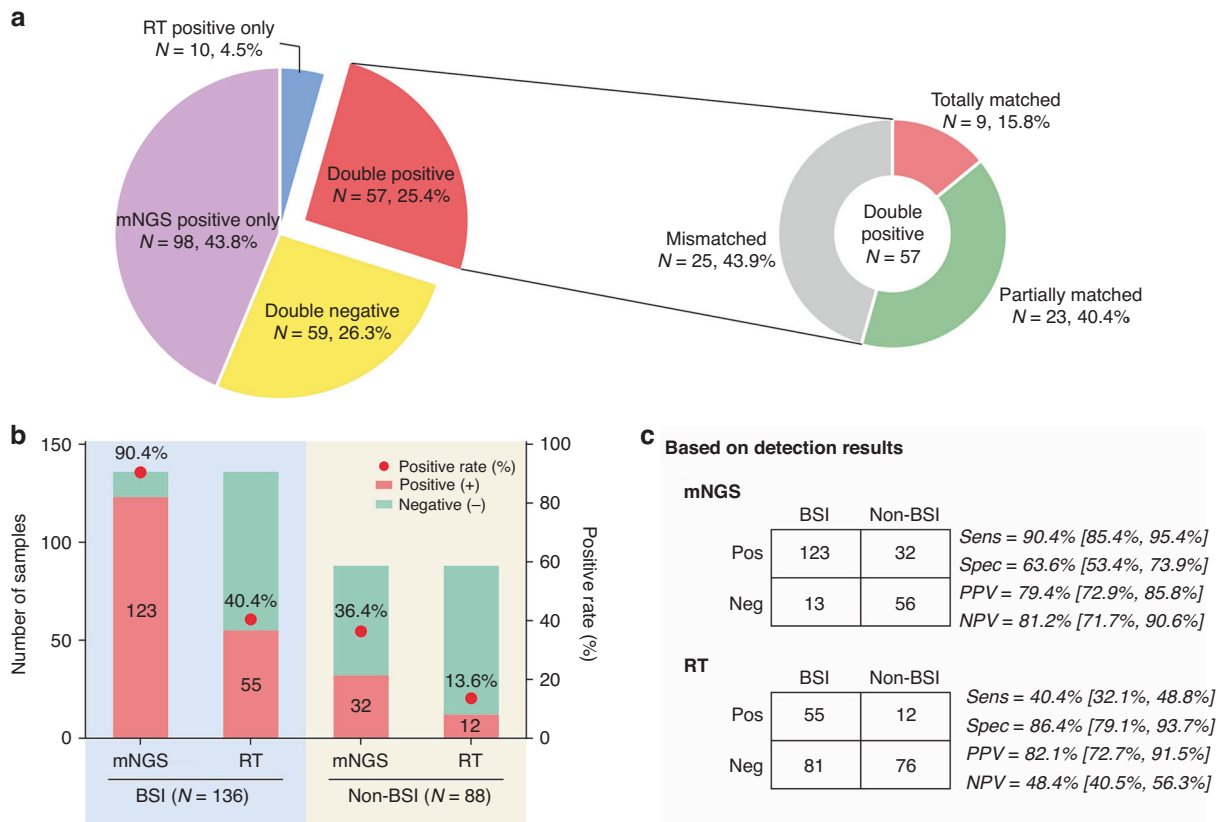 a
RT positive only
N = 10, 4.5%
Double positive
N = 57, 25.4%
mNGS positive only
N = 98, 43.8%
Double negative
N = 59, 26.3%
Totally matched
N = 9, 15.8%
Double
positive
N = 57
Mismatched
N = 25, 43.9%
Partially matched
N = 23, 40.4%
b
Number of samples
150
100
50
0
90.4%
123
40.4%
55
36.4%
32
13.6%
12
Positive rate (%)
Positive (+)
Negative (–)
100
80
60
40
20
0
Positive rate (%)
mNGS RT mNGS RT
BSI (N = 136) Non-BSI (N = 88)
c
Based on detection results
mNGS
BSI Non-BSI
Pos 123 32
Neg 13 56
Sens = 90.4% [85.4%, 95.4%]
Spec = 63.6% [53.4%, 73.9%]
PPV = 79.4% [72.9%, 85.8%]
NPV = 81.2% [71.7%, 90.6%]
RT
BSI Non-BSI
Pos 55 12
Neg 81 76
Sens = 40.4% [32.1%, 48.8%]
Spec = 86.4% [79.1%, 93.7%]
PPV = 82.1% [72.7%, 91.5%]
NPV = 48.4% [40.5%, 56.3%]